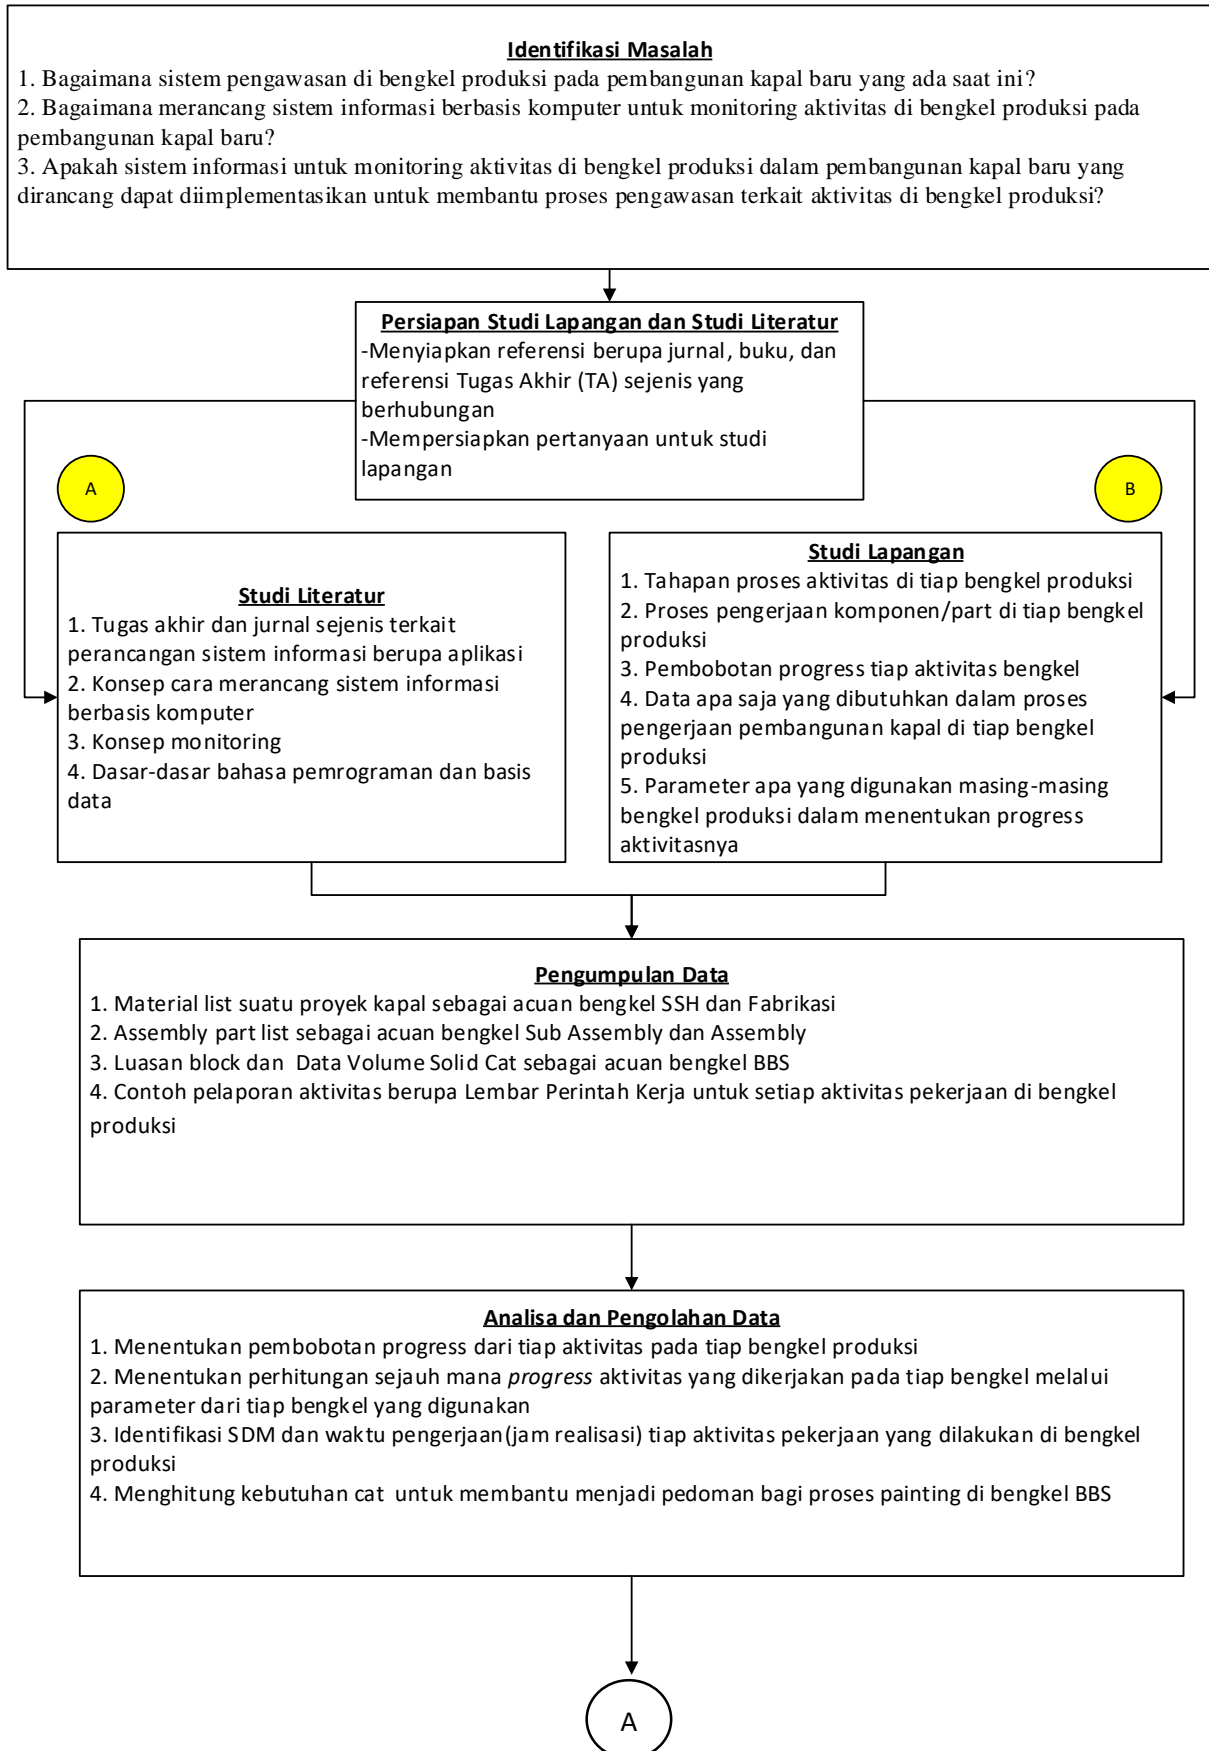 Identifikasi Masalah
1. Bagaimana sistem pengawasan di bengkel produksi pada pembangunan kapal baru yang ada saat ini?
2. Bagaimana merancang sistem informasi berbasis komputer untuk monitoring aktivitas di bengkel produksi pada
pembangunan kapal baru?
3. Apakah sistem informasi untuk monitoring aktivitas di bengkel produksi dalam pembangunan kapal baru yang
dirancang dapat diimplementasikan untuk membantu proses pengawasan terkait aktivitas di bengkel produksi?
Persiapan Studi Lapangan dan Studi Literatur
-Menyiapkan referensi berupa jurnal, buku, dan
referensi Tugas Akhir (TA) sejenis yang
berhubungan
-Mempersiapkan pertanyaan untuk studi
lapangan
A
B
Studi Literatur
1. Tugas akhir dan jurnal sejenis terkait
perancangan sistem informasi berupa aplikasi
2. Konsep cara merancang sistem informasi
berbasis komputer
3. Konsep monitoring
4. Dasar-dasar bahasa pemrograman dan basis
data
Studi Lapangan
1. Tahapan proses aktivitas di tiap bengkel produksi
2. Proses pengerjaan komponen/part di tiap bengkel
produksi
3. Pembobotan progress tiap aktivitas bengkel
4. Data apa saja yang dibutuhkan dalam proses
pengerjaan pembangunan kapal di tiap bengkel
produksi
5. Parameter apa yang digunakan masing-masing
bengkel produksi dalam menentukan progress
aktivitasnya
Pengumpulan Data
1. Material list suatu proyek kapal sebagai acuan bengkel SSH dan Fabrikasi
2. Assembly part list sebagai acuan bengkel Sub Assembly dan Assembly
3. Luasan block dan Data Volume Solid Cat sebagai acuan bengkel BBS
4. Contoh pelaporan aktivitas berupa Lembar Perintah Kerja untuk setiap aktivitas pekerjaan di bengkel
produksi
Analisa dan Pengolahan Data
1. Menentukan pembobotan progress dari tiap aktivitas pada tiap bengkel produksi
2. Menentukan perhitungan sejauh mana progress aktivitas yang dikerjakan pada tiap bengkel melalui
parameter dari tiap bengkel yang digunakan
3. Identifikasi SDM dan waktu pengerjaan(jam realisasi) tiap aktivitas pekerjaan yang dilakukan di bengkel
produksi
4. Menghitung kebutuhan cat untuk membantu menjadi pedoman bagi proses painting di bengkel BBS
A